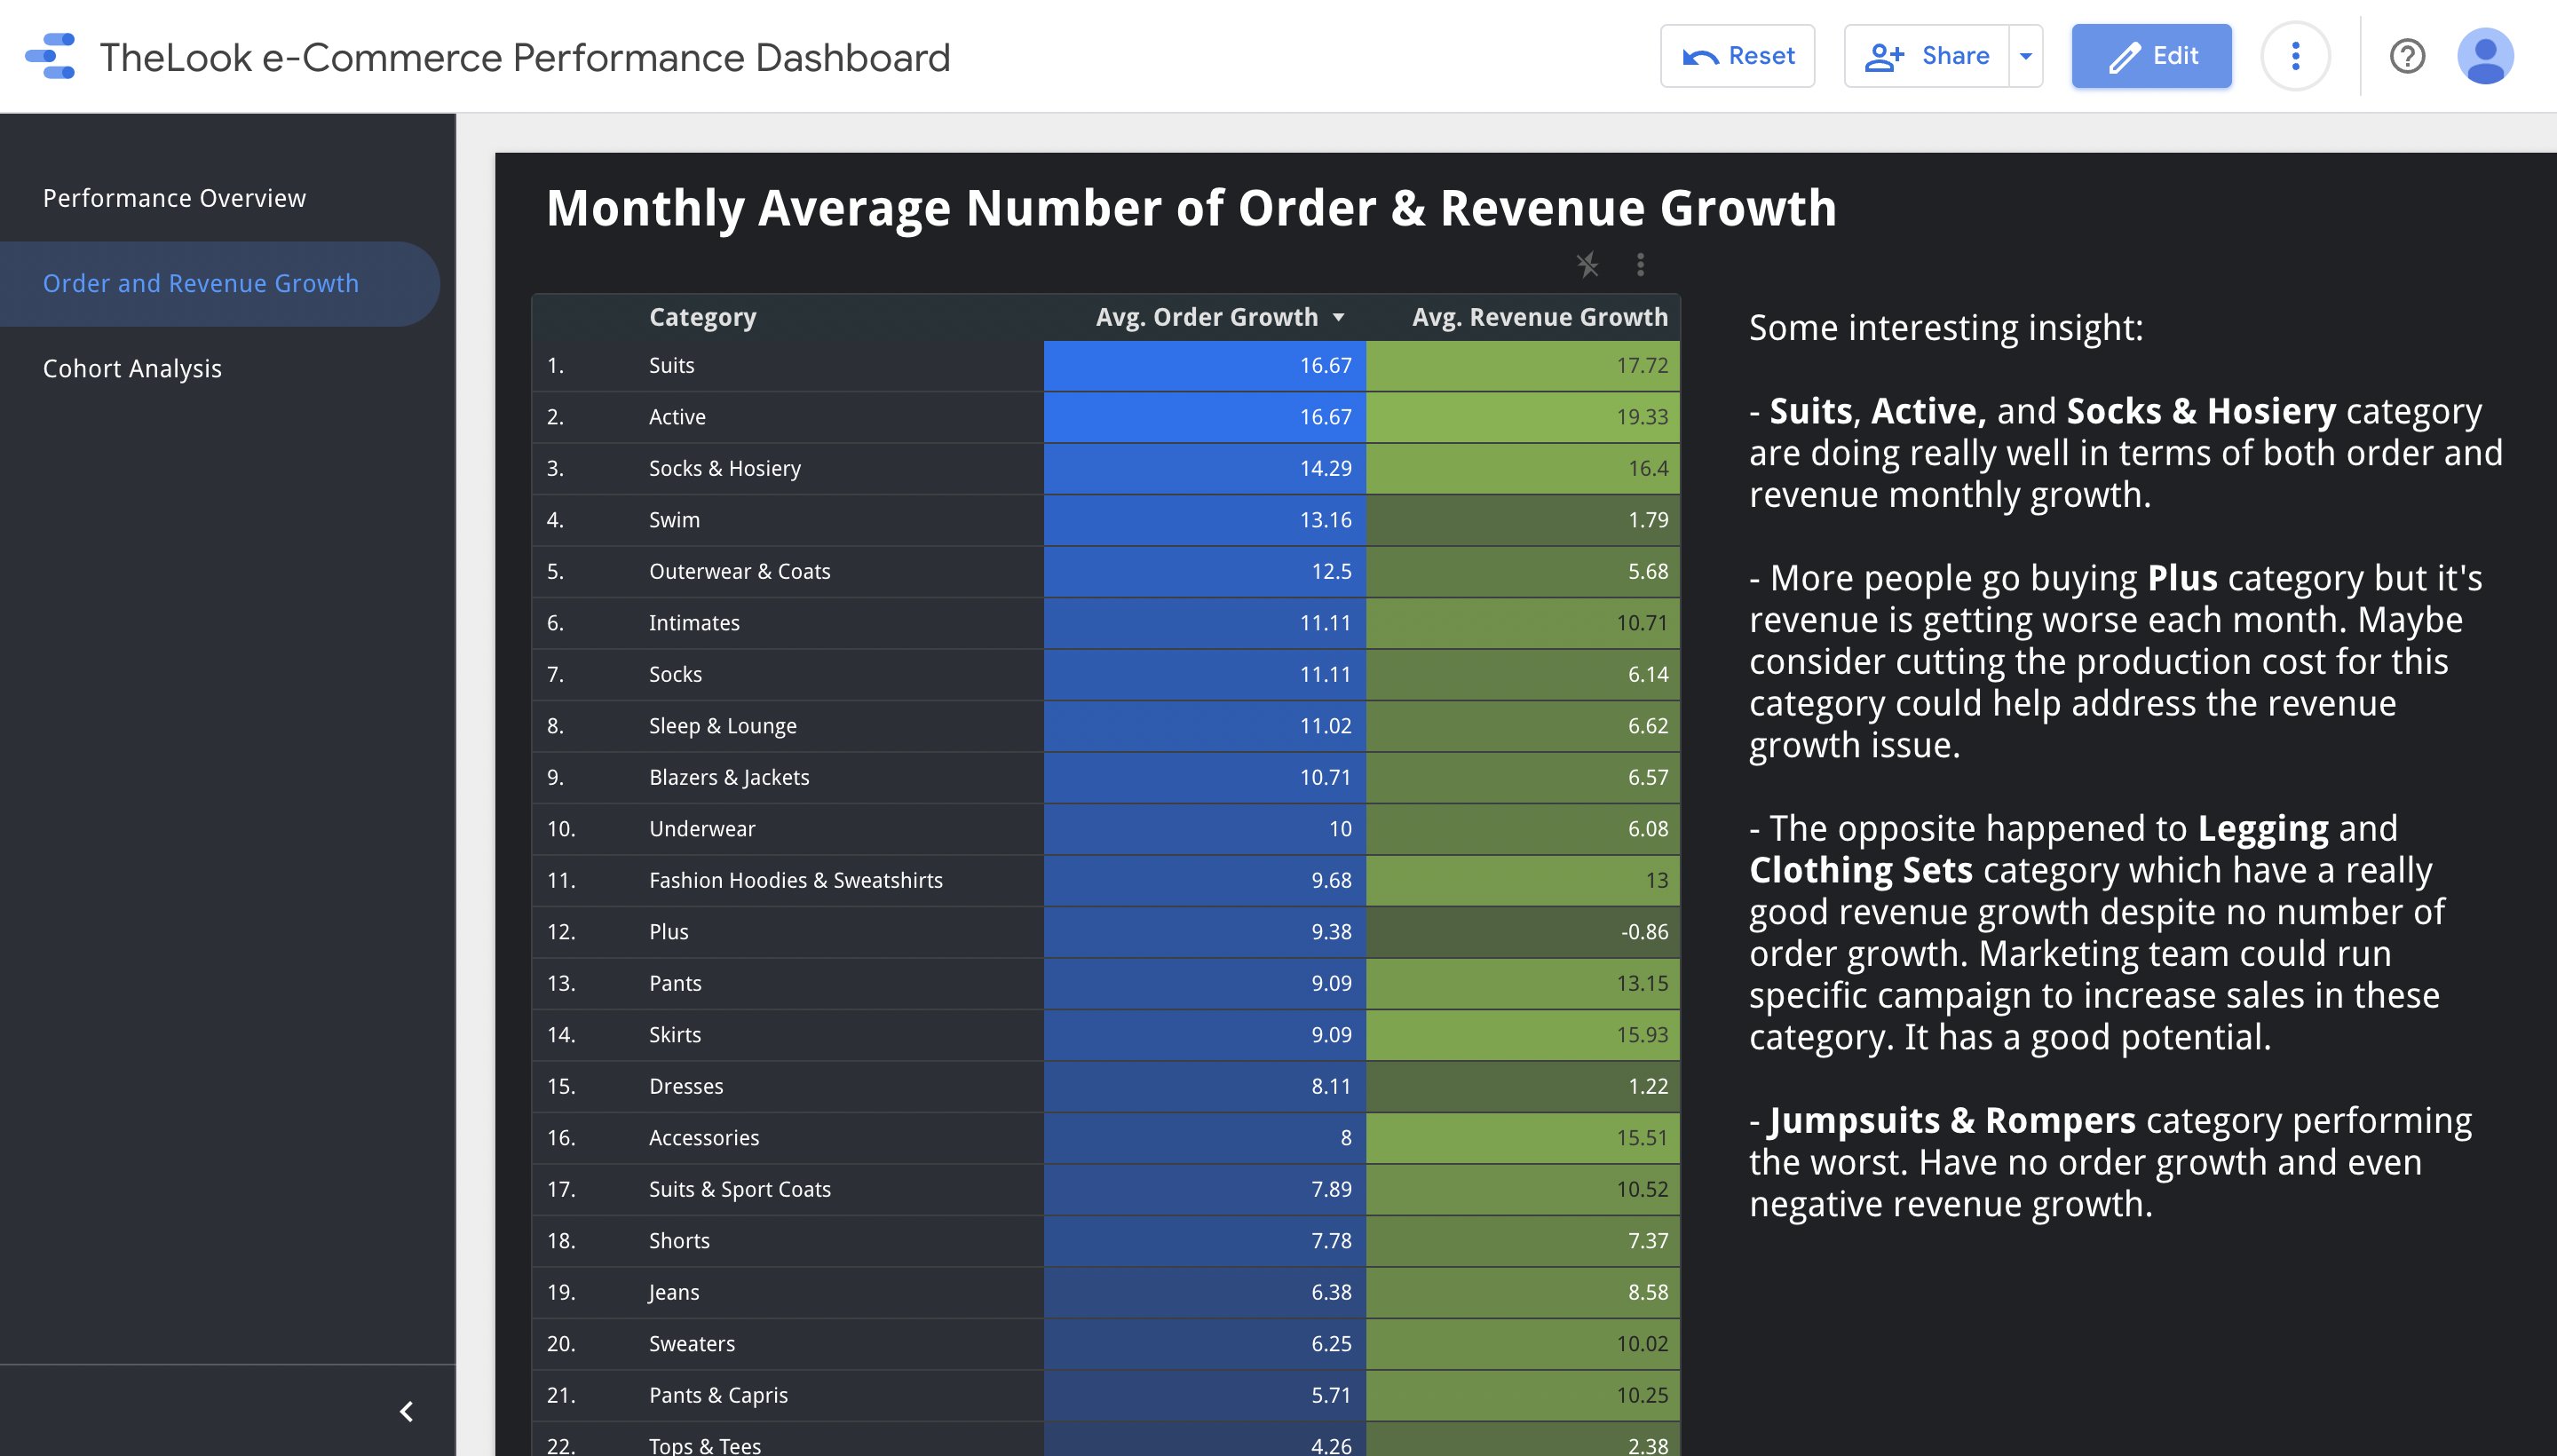 TheLook e-Commerce Performance Dashboard
Reset
Share
Edit
Performance Overview
Order and Revenue Growth
Cohort Analysis
Monthly Average Number of Order & Revenue Growth
Category Avg. Order Growth Avg. Revenue Growth
1. Suits 16.67 17.72
2. Active 16.67 19.33
3. Socks & Hosiery 14.29 16.4
4. Swim 13.16 1.79
5. Outerwear & Coats 12.5 5.68
6. Intimates 11.11 10.71
7. Socks 11.11 6.14
8. Sleep & Lounge 11.02 6.62
9. Blazers & Jackets 10.71 6.57
10. Underwear 10 6.08
11. Fashion Hoodies & Sweatshirts 9.68 13
12. Plus 9.38 -0.86
13. Pants 9.09 13.15
14. Skirts 9.09 15.93
15. Dresses 8.11 1.22
16. Accessories 8 15.51
17. Suits & Sport Coats 7.89 10.52
18. Shorts 7.78 7.37
19. Jeans 6.38 8.58
20. Sweaters 6.25 10.02
21. Pants & Capris 5.71 10.25
22. Tops & Tees 4.26 2.38
Some interesting insight:
- Suits, Active, and Socks & Hosiery category
are doing really well in terms of both order and
revenue monthly growth.
- More people go buying Plus category but it's
revenue is getting worse each month. Maybe
consider cutting the production cost for this
category could help address the revenue
growth issue.
- The opposite happened to Legging and
Clothing Sets category which have a really
good revenue growth despite no number of
order growth. Marketing team could run
specific campaign to increase sales in these
category. It has a good potential.
- Jumpsuits & Rompers category performing
the worst. Have no order growth and even
negative revenue growth.